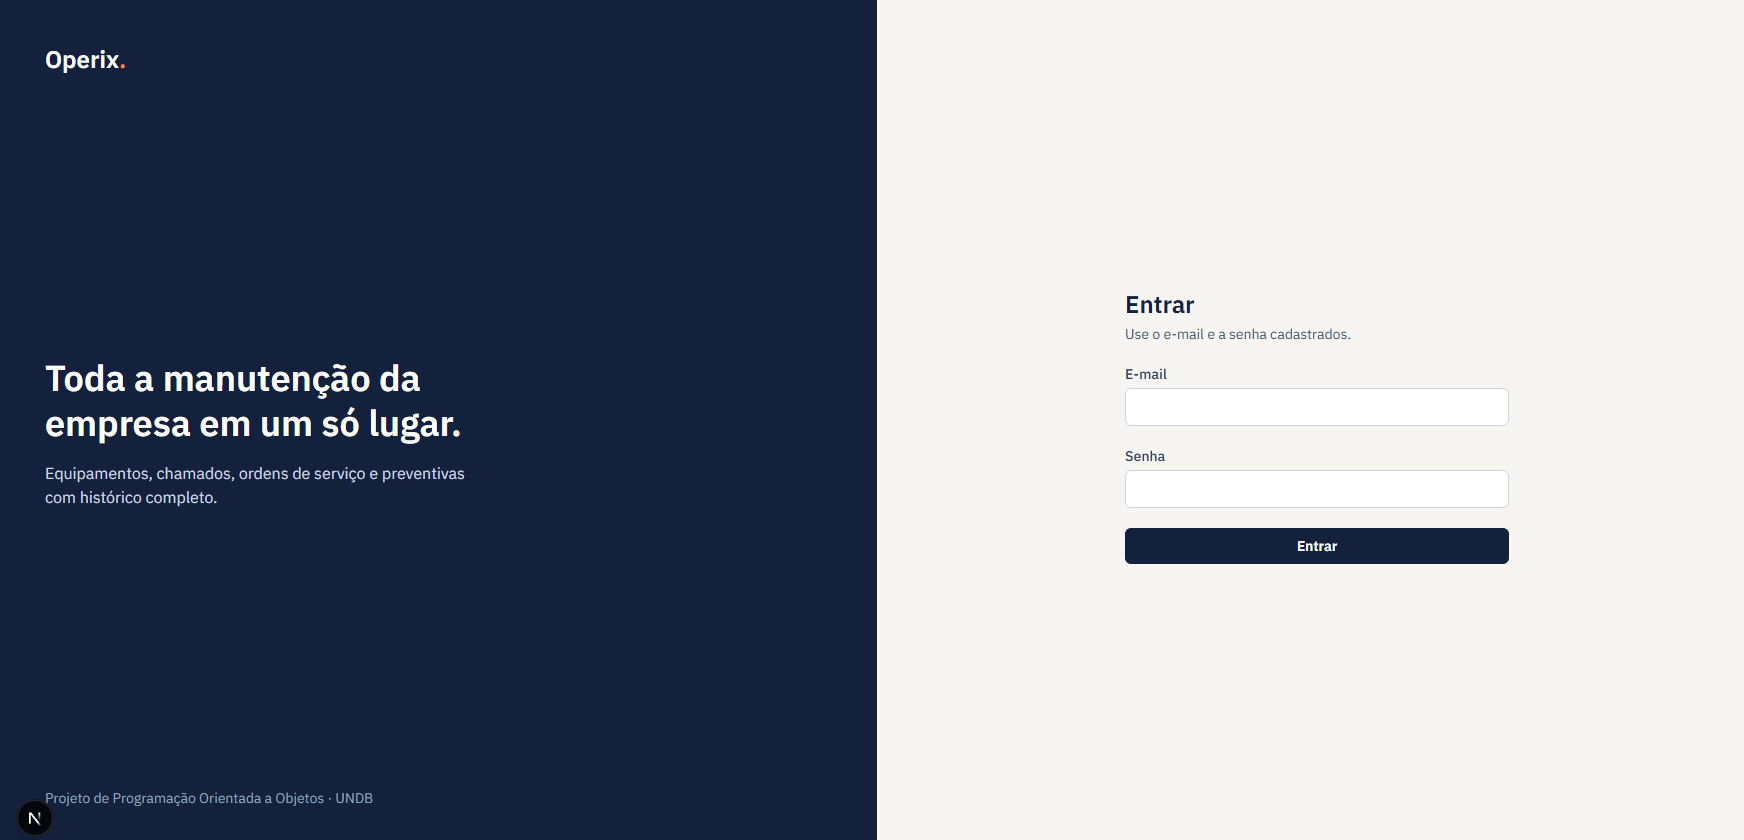 Operix.
Toda a manutenção da
empresa em um só lugar.
Equipamentos, chamados, ordens de serviço e preventivas
com histórico completo.
Projeto de Programação Orientada a Objetos · UNDB
N
Entrar
Use o e-mail e a senha cadastrados.
E-mail
Senha
Entrar